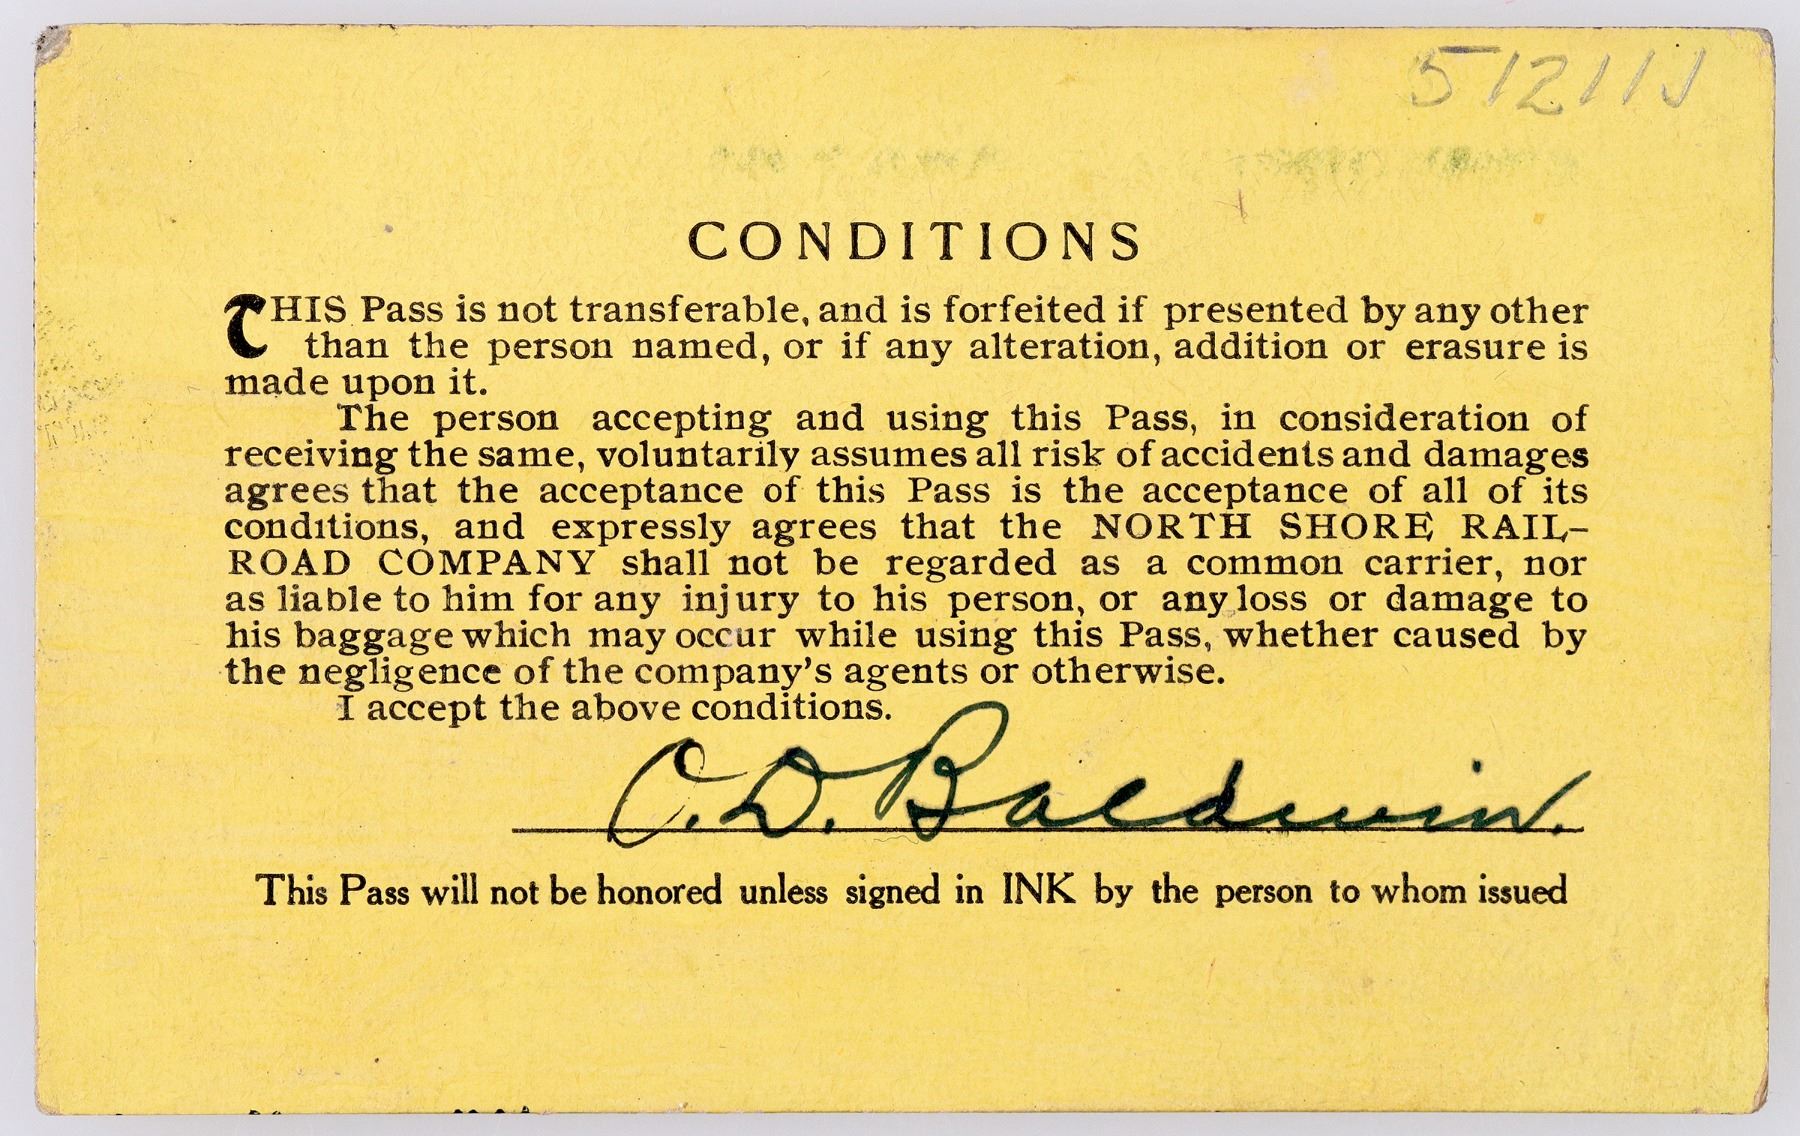 CONDITIONS
THIS Pass is not transferable, and is forfeited if presented by any other
than the person named, or if any alteration, addition or erasure is
made upon it.
The person accepting and using this Pass, in consideration of
receiving the same, voluntarily assumes all risk of accidents and damages
agrees that the acceptance of this Pass is the acceptance of all of its
conditions, and expressly agrees that the NORTH SHORE RAIL-
ROAD COMPANY shall not be regarded as a common carrier, nor
as liable to him for any injury to his person, or any loss or damage to
his baggage which may occur while using this Pass, whether caused by
the negligence of the company's agents or otherwise.
I accept the above conditions.
O.D. Baldwin.
This Pass will not be honored unless signed in INK by the person to whom issued